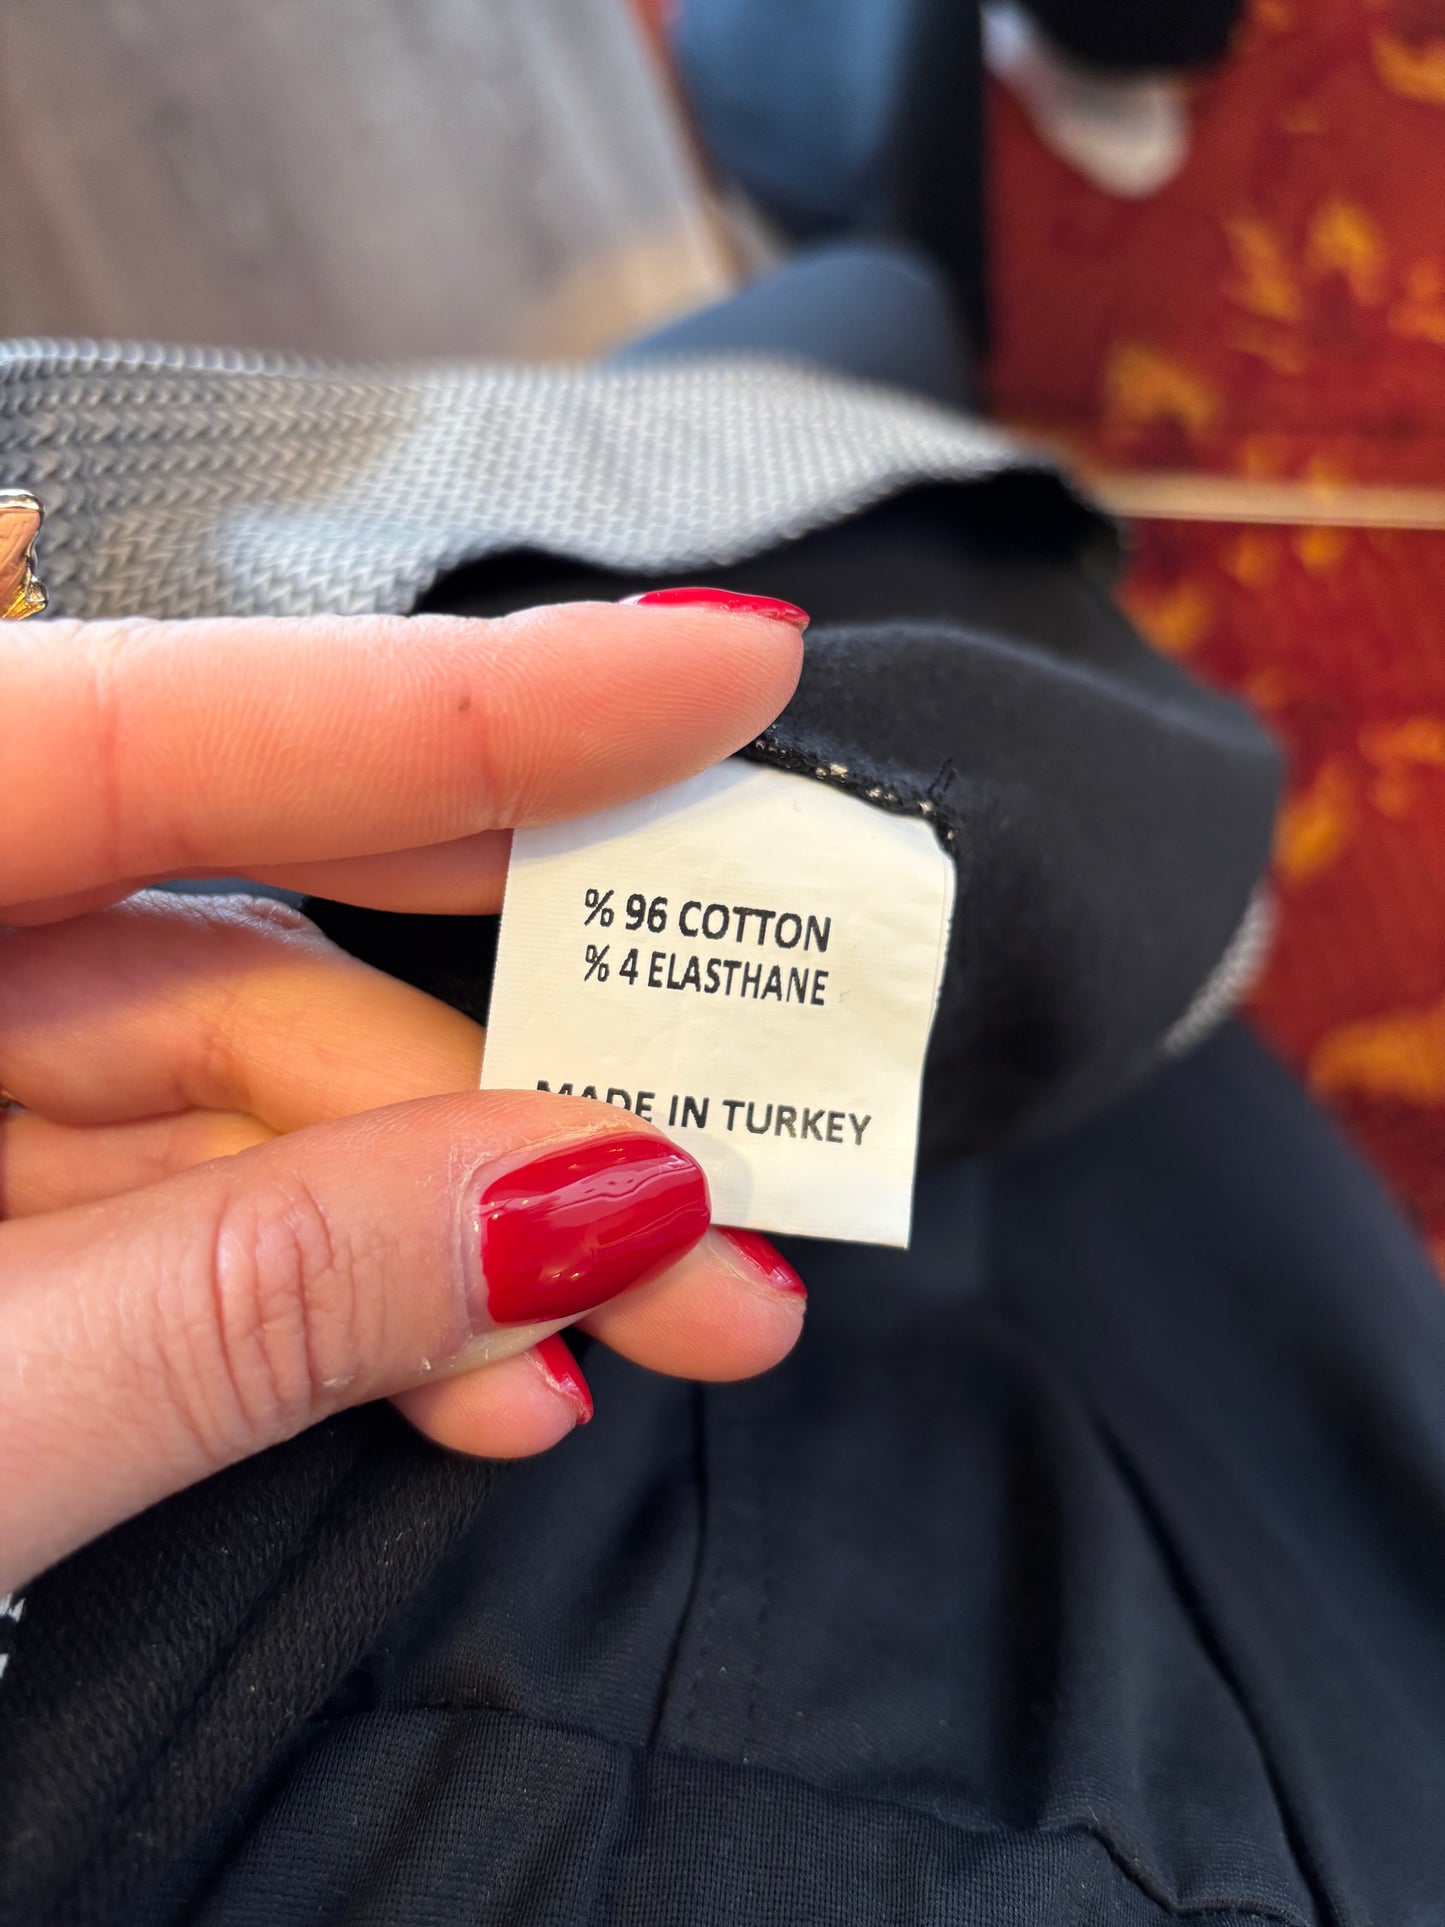 % 96 COTTON
% 4 ELASTHANE
MADE IN TURKEY